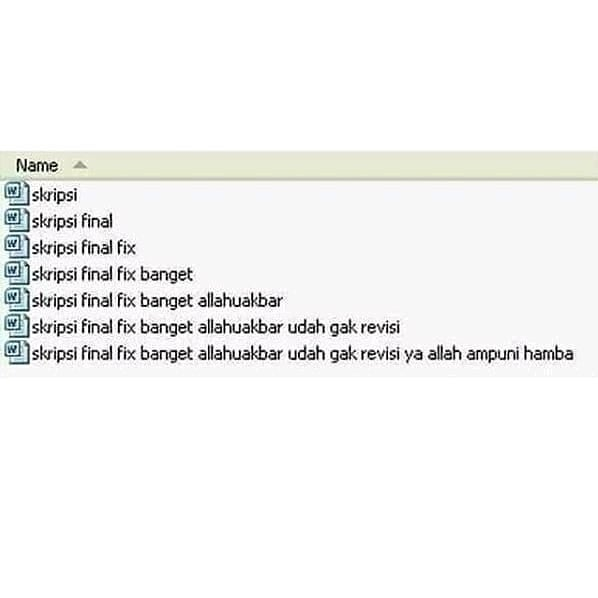 Name
skripsi
skripsi final
skripsi final fix
skripsi final fix banget
skripsi final fix banget allahuakbar
skripsi final fix banget allahuakbar udah gak revisi
skripsi final fix banget allahuakbar udah gak revisi ya allah ampuni hamba